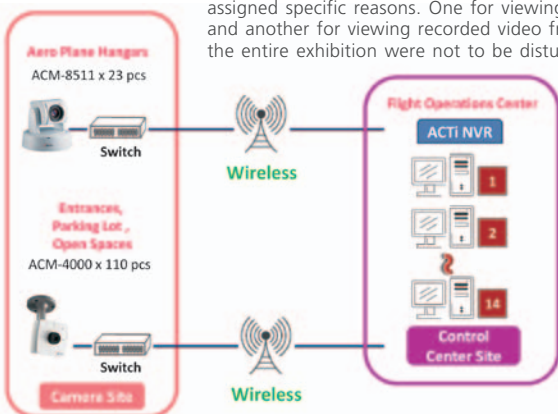 assigned specific reasons. One for viewing
and another for viewing recorded video fr
the entire exhibition were not to be distu
Aero Plane Hangars
ACM-8511 x 23 pcs
Switch
Wireless
Entrances,
Parking Lot ,
Open Spaces
ACM-4000 x 110 pcs
Switch
Camera Site
Wireless
Flight Operations Center
ACTi NVR
1
2
14
Control
Center Site